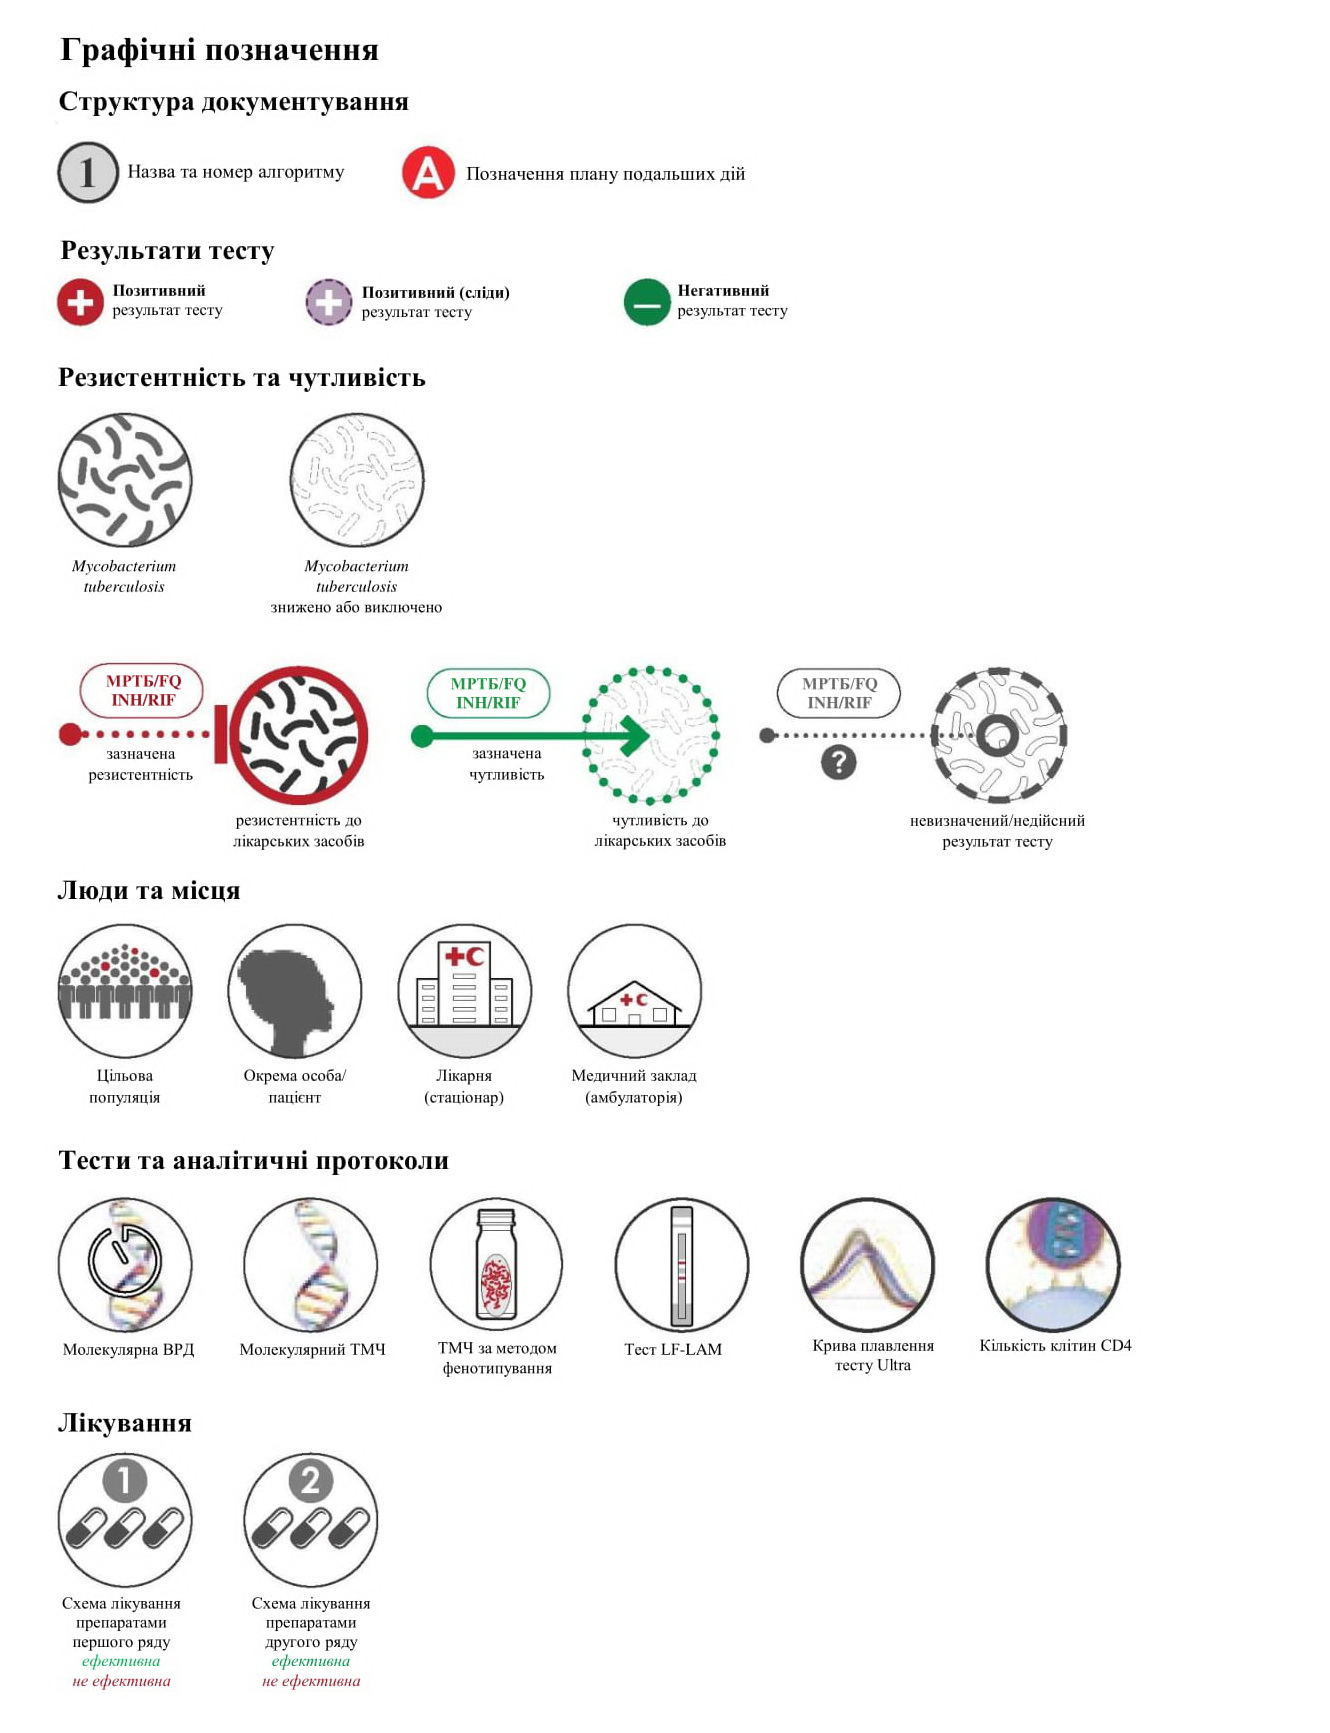 Графічні позначення
Структура документування
1 Назва та номер алгоритму
A Позначення плану подальших дій
Результати тесту
Позитивний
результат тесту
Позитивний (сліди)
результат тесту
Негативний
результат тесту
Резистентність та чутливість
Mycobacterium
tuberculosis
Mycobacterium
tuberculosis
знижено або виключено
МРТБ/FQ
INH/RIF
зазначена
резистентність
резистентність до
лікарських засобів
МРТБ/FQ
INH/RIF
зазначена
чутливість
чутливість до
лікарських засобів
МРТБ/FQ
INH/RIF
?
невизначений/недійсний
результат тесту
Люди та місця
Цільова
популяція
Окрема особа/
пацієнт
Лікарня
(стаціонар)
Медичний заклад
(амбулаторія)
Тести та аналітичні протоколи
Молекулярна ВРД
Молекулярний ТМЧ
ТМЧ за методом
фенотипування
Тест LF-LAM
Крива плавлення
тесту Ultra
Кількість клітин CD4
Лікування
1
Схема лікування
препаратами
першого ряду
ефективна
не ефективна
2
Схема лікування
препаратами
другого ряду
ефективна
не ефективна